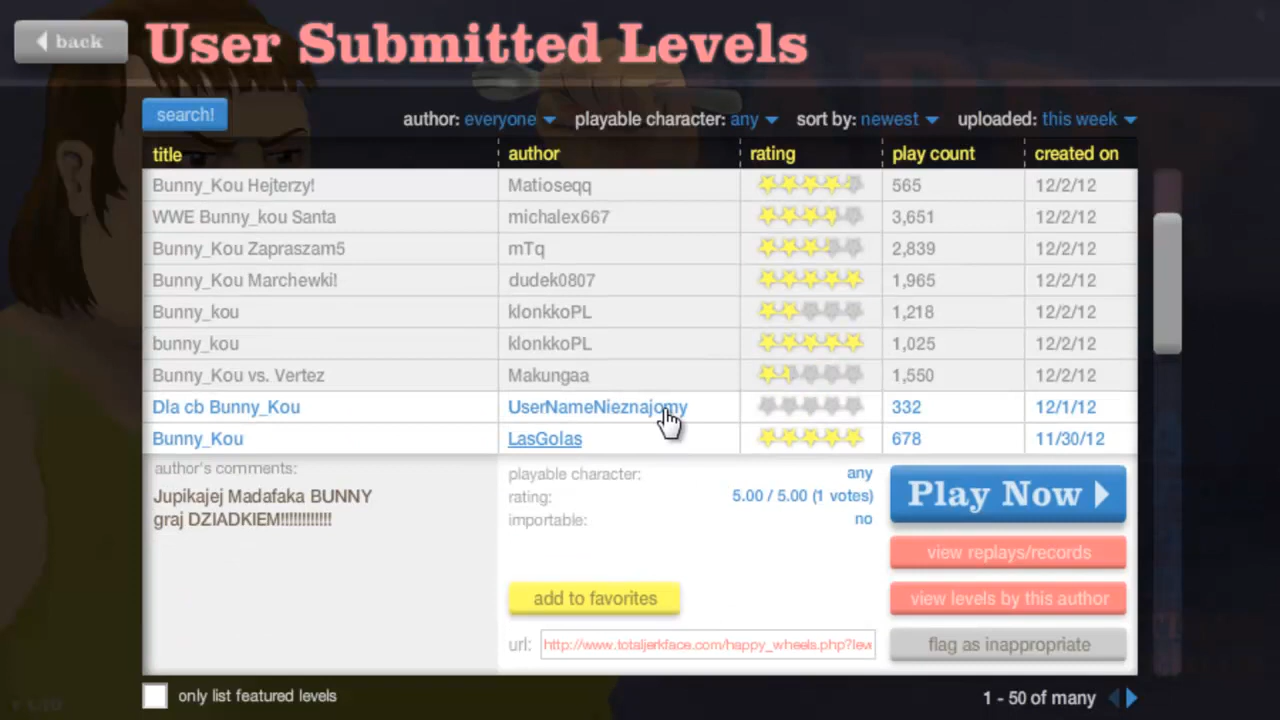 back
User Submitted Levels
search!
author: everyone playable character: any sort by: newest uploaded: this week
title author rating play count created on
Bunny_Kou Hejterzy! Matioseqq 565 12/2/12
WWE Bunny_kou Santa michalex667 3,651 12/2/12
Bunny_Kou Zapraszam5 mTq 2,839 12/2/12
Bunny_Kou Marchewki! dudek0807 1,965 12/2/12
Bunny_kou klonkkoPL 1,218 12/2/12
bunny_kou klonkkoPL 1,025 12/2/12
Bunny_Kou vs. Vertez Makungaa 1,550 12/2/12
Dla cb Bunny_Kou UserNameNieznajomy 332 12/1/12
Bunny_Kou LasGolas 678 11/30/12
author's comments:
Jupikajej Madafaka BUNNY
graj DZIADKIEM!!!!!!!!!!!!
playable character: any
rating: 5.00 / 5.00 (1 votes)
importable: no
add to favorites
url: http://www.totaljerkface.com/happy_wheels.php?lev
Play Now
view replays/records
view levels by this author
flag as inappropriate
only list featured levels
1 - 50 of many